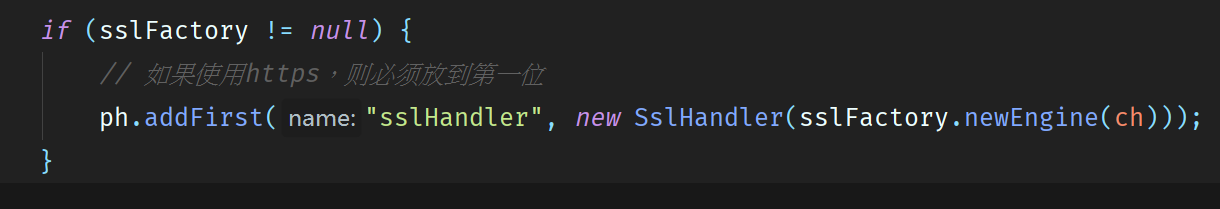 if (sslFactory != null) {
// 如果使用https，则必须放到第一位
ph.addFirst( name: "sslHandler", new SslHandler(sslFactory.newEngine(ch)));
}